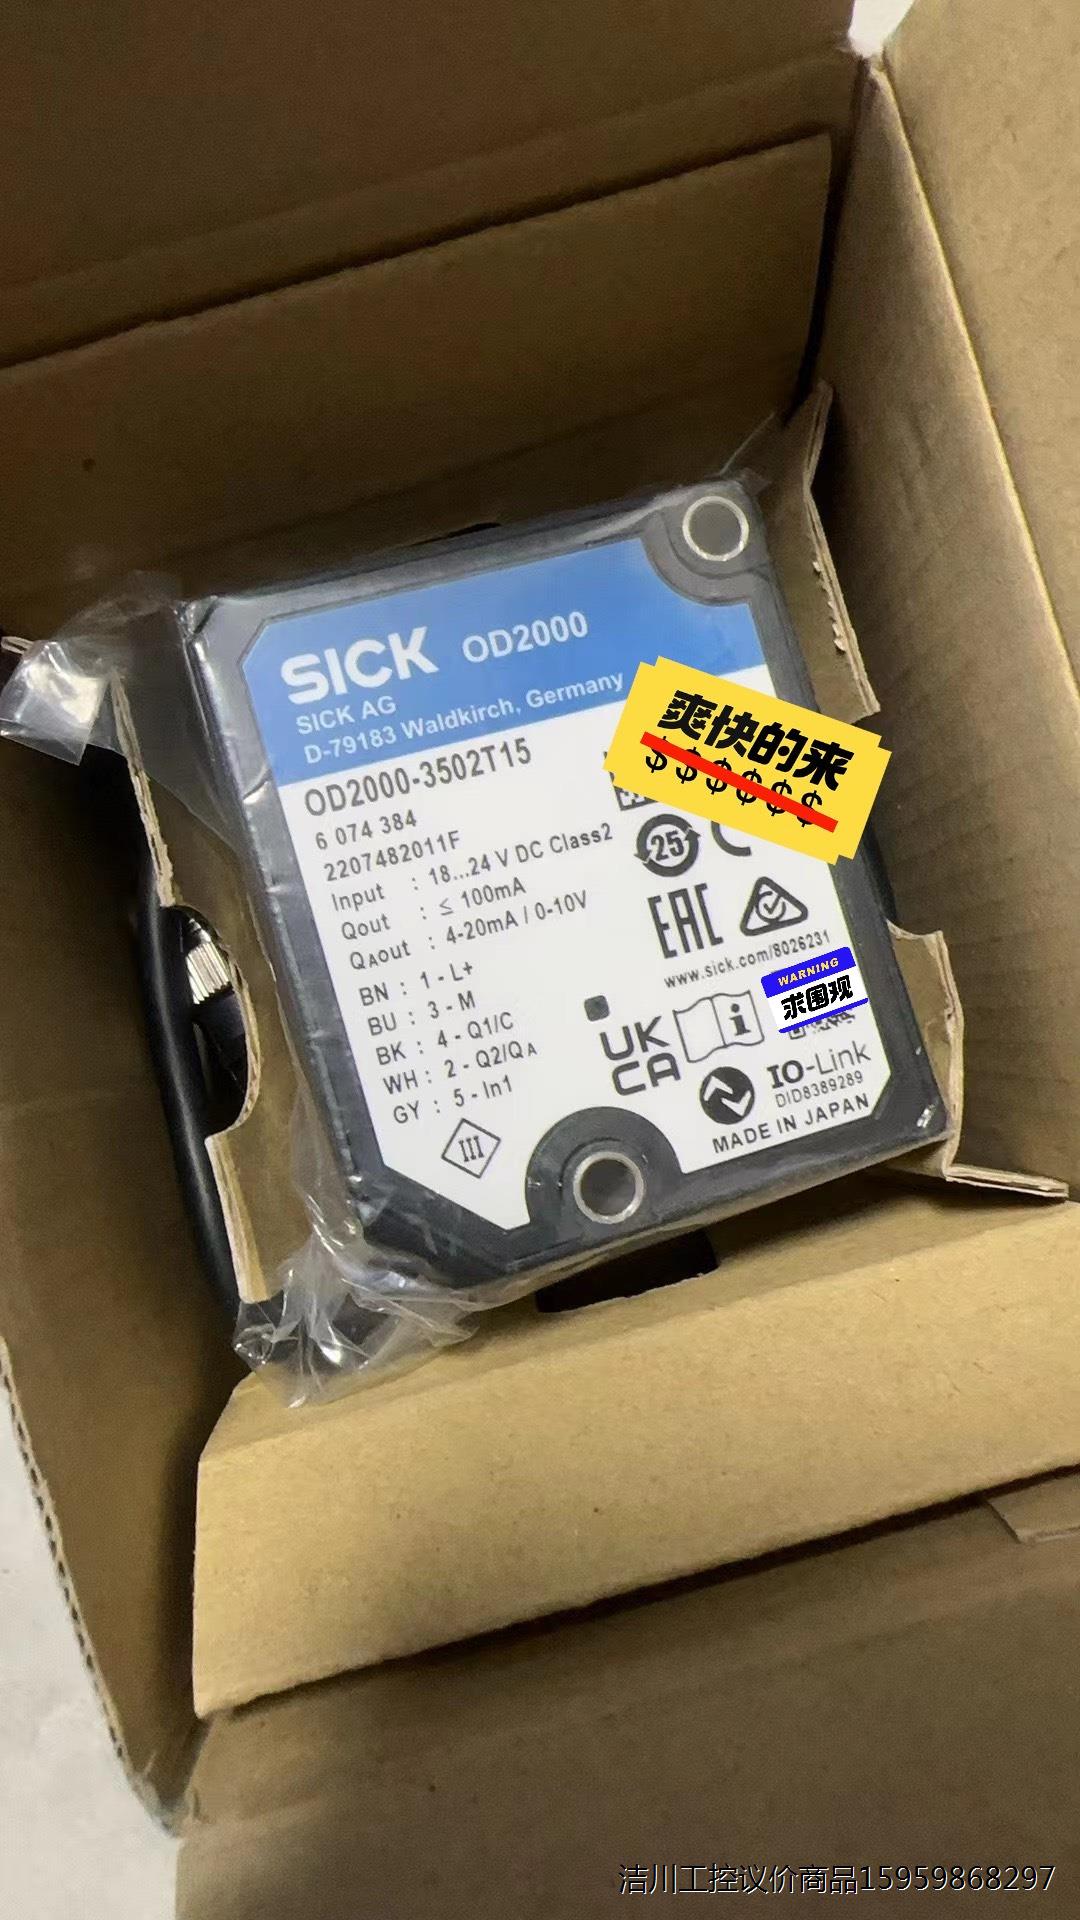 SICK OD2000
SICK AG
D-79183 Waldkirch, Germany
OD2000-3502T15
6 074 384
2207482011F
Input : 18...24 V DC Class2
Qout : ≤ 100mA
QAout : 4-20mA / 0-10V
BN : 1 - L+
BU : 3 - M
BK : 4 - Q1/C
WH : 2 - Q2/QA
GY : 5 - In1
III
爽快的来
$$$$$$
25
EAC
www.sick.com/8026231
WARNING
求围观
UK
CA
i
IO-Link
DID8389289
MADE IN JAPAN
洁川工控议价商品15959868297